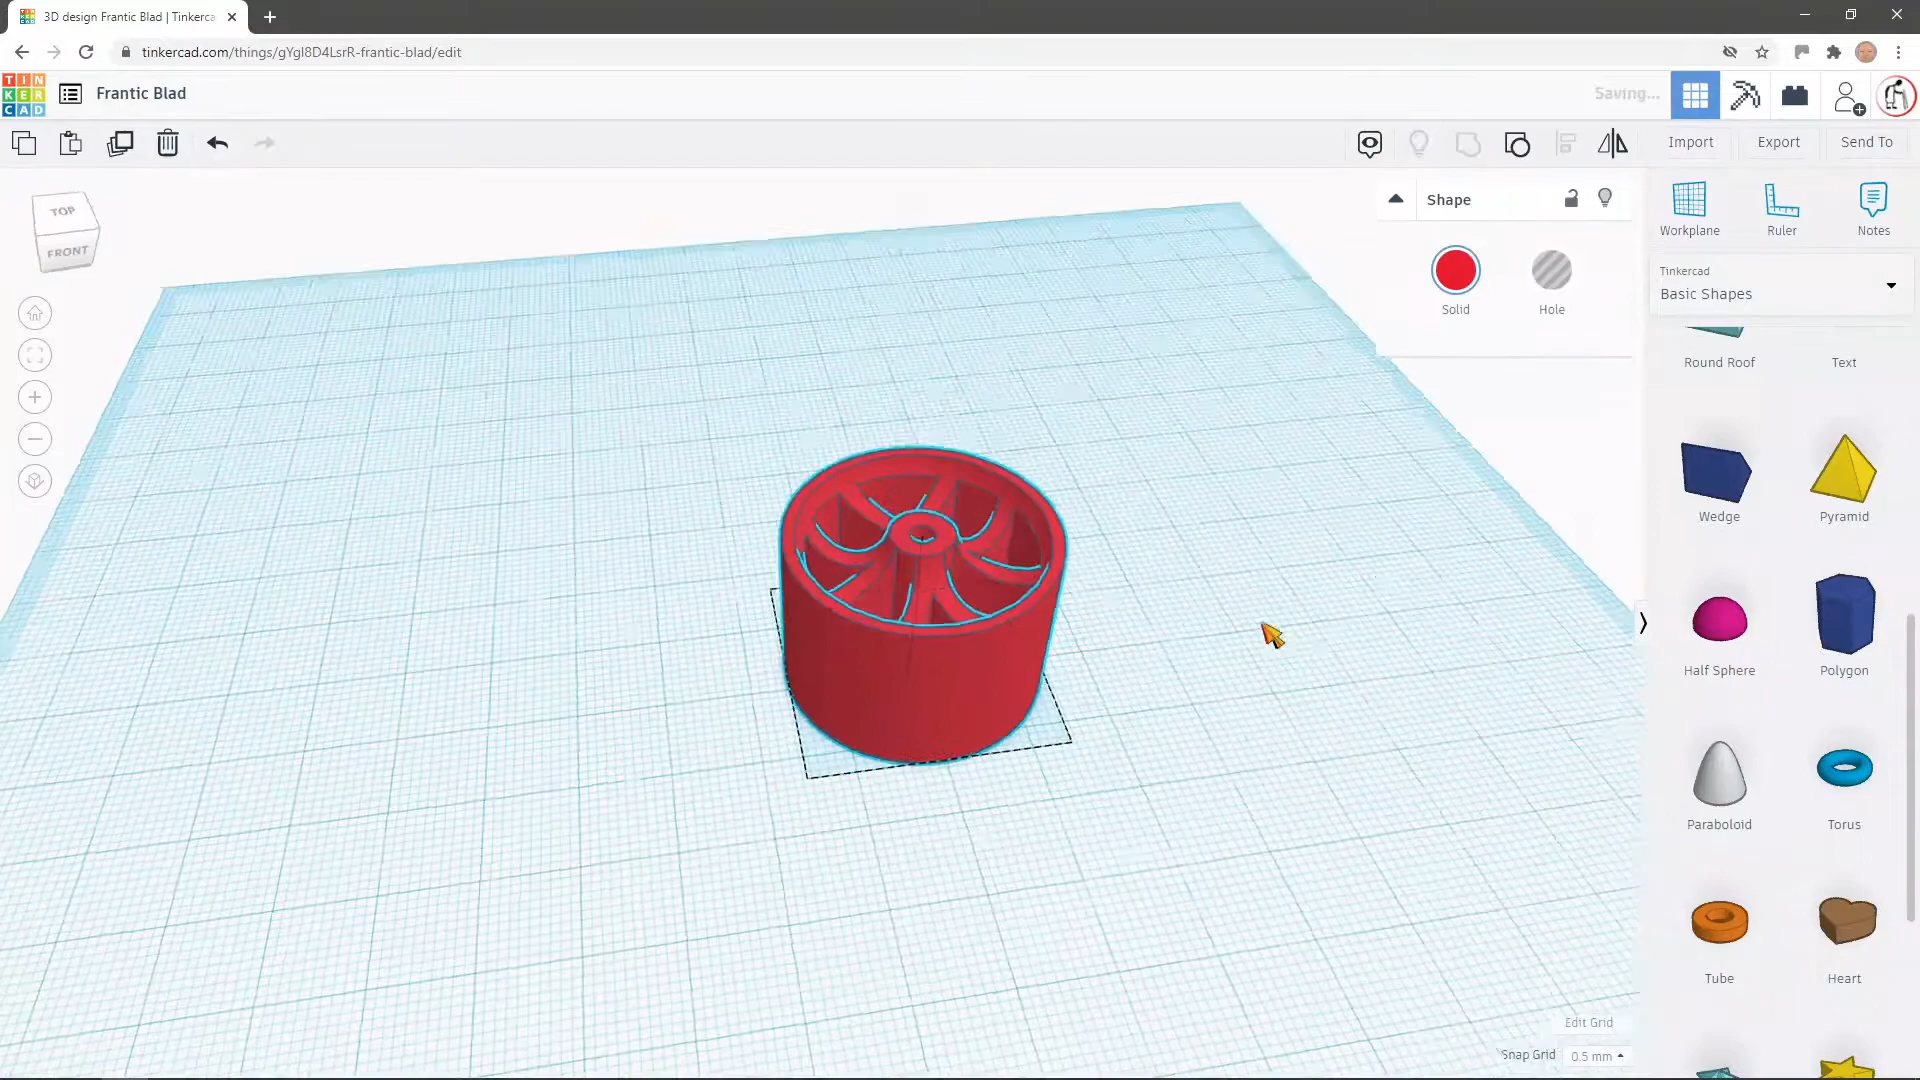 3D design Frantic Blad | Tinkerca
tinkercad.com/things/gYgI8D4LsrR-frantic-blad/edit
TIN
KER
CAD
Frantic Blad
Saving...
Import
Export
Send To
TOP
FRONT
Shape
Solid
Hole
Workplane
Ruler
Notes
Tinkercad
Basic Shapes
Round Roof
Text
Wedge
Pyramid
Half Sphere
Polygon
Paraboloid
Torus
Tube
Heart
Edit Grid
Snap Grid
0.5 mm